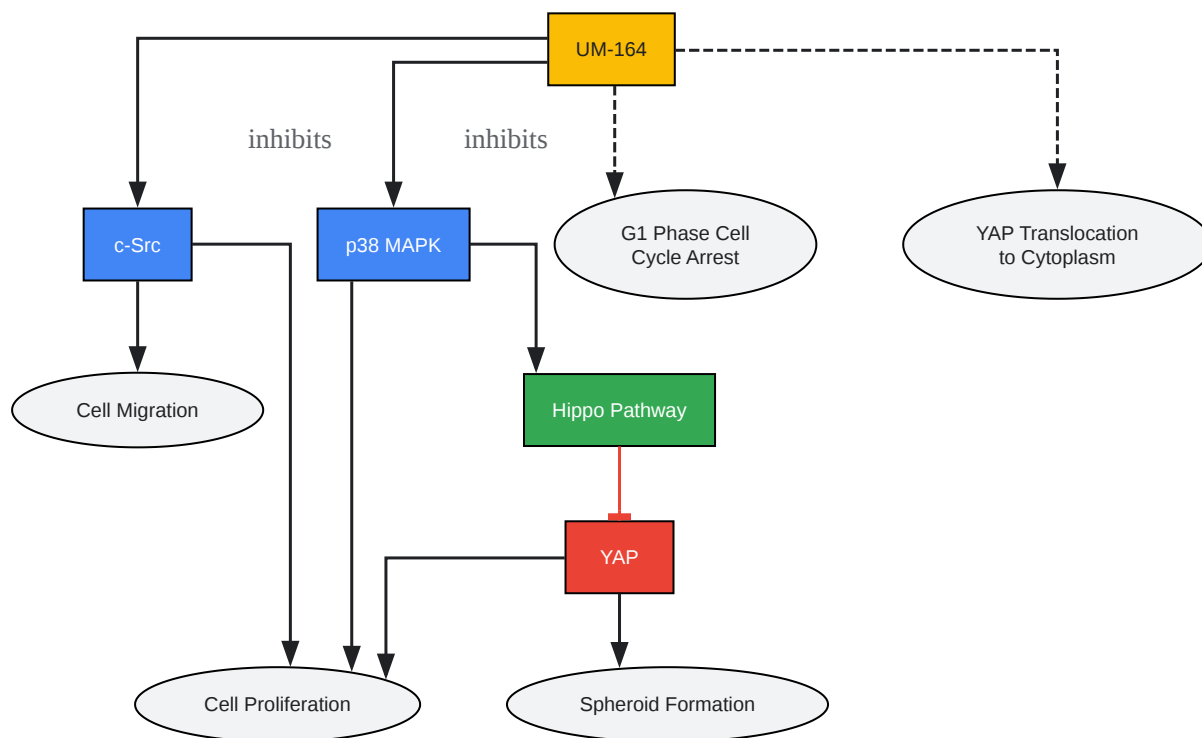 UM-164
inhibits
inhibits
c-Src
p38 MAPK
G1 Phase Cell
Cycle Arrest
YAP Translocation
to Cytoplasm
Cell Migration
Hippo Pathway
YAP
Cell Proliferation
Spheroid Formation